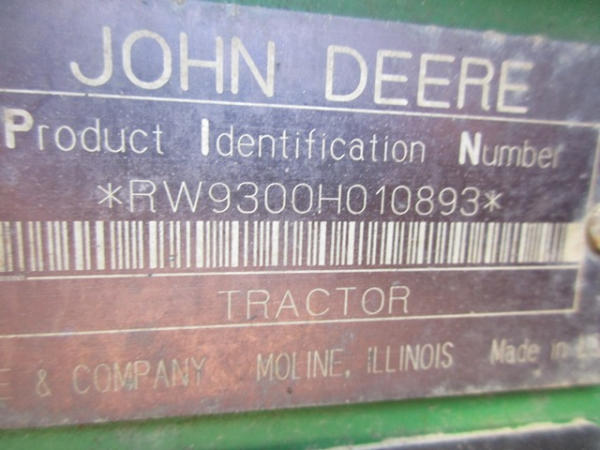 JOHN DEERE
Product Identification Number
*RW9300H010893*
TRACTOR
& COMPANY MOLINE, ILLINOIS Made in